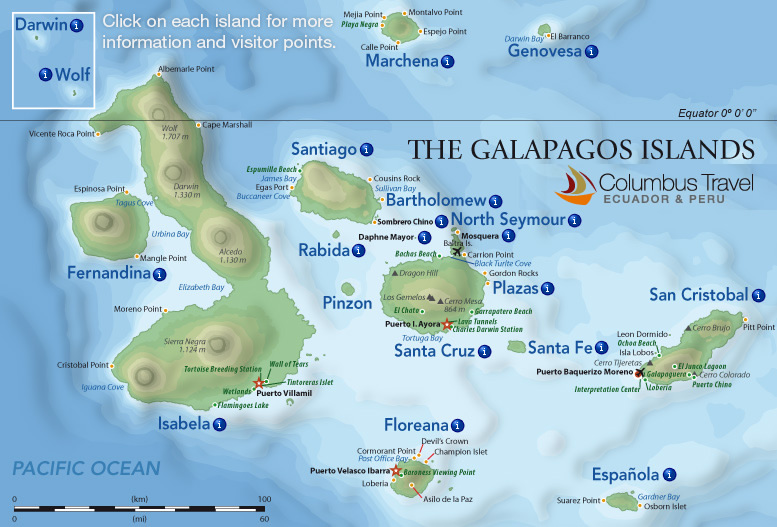 Darwin
Wolf
Click on each island for more
information and visitor points.
Mejia Point
Montalvo Point
Playa Negra
Espejo Point
Calle Point
Marchena
Darwin Bay
El Barranco
Genovesa
Equator 0º 0' 0"
THE GALAPAGOS ISLANDS
Columbus Travel
ECUADOR & PERU
Albemarle Point
Vicente Roca Point
Wolf
1.707 m
Cape Marshall
Darwin
1.330 m
Espinosa Point
Tagus Cove
Urbina Bay
Alcedo
1.130 m
Mangle Point
Fernandina
Elizabeth Bay
Santiago
Espumilla Beach
James Bay
Egas Port
Buccaneer Cove
Cousins Rock
Sullivan Bay
Bartholomew
Sombrero Chino
North Seymour
Rabida
Daphne Mayor
Mosquera
Baltra Is.
Bachas Beach
Carrion Point
Black Turlte Cove
Dragon Hill
Gordon Rocks
Plazas
Pinzon
Los Gemelos
Cerro Mesa
864 m
El Chato
Garrapatero Beach
Puerto I. Ayora
Lava Tunnels
Charles Darwin Station
Tortuga Bay
Santa Cruz
Santa Fe
San Cristobal
Leon Dormido
Ochoa Beach
Isla Lobos
Cerro Brujo
Pitt Point
Cerro Tijeretas
El Junco Lagoon
Puerto Baquerizo Moreno
Galapaguera
Cerro Colorado
Interpretation Center
Loberia
Puerto Chino
Moreno Point
Sierra Negra
1.124 m
Cristobal Point
Iguana Cove
Tortoise Breeding Station
Wall of Tears
Tintoreras Islet
Wetlands
Puerto Villamil
Flamingoes Lake
Isabela
Floreana
Devil's Crown
Cormorant Point
Champion Islet
Post Office Bay
Puerto Velasco Ibarra
Baroness Viewing Point
Loberia
Asilo de la Paz
Española
Suarez Point
Gardner Bay
Osborn Islet
PACIFIC OCEAN
0 (km) 100
0 (mi) 60